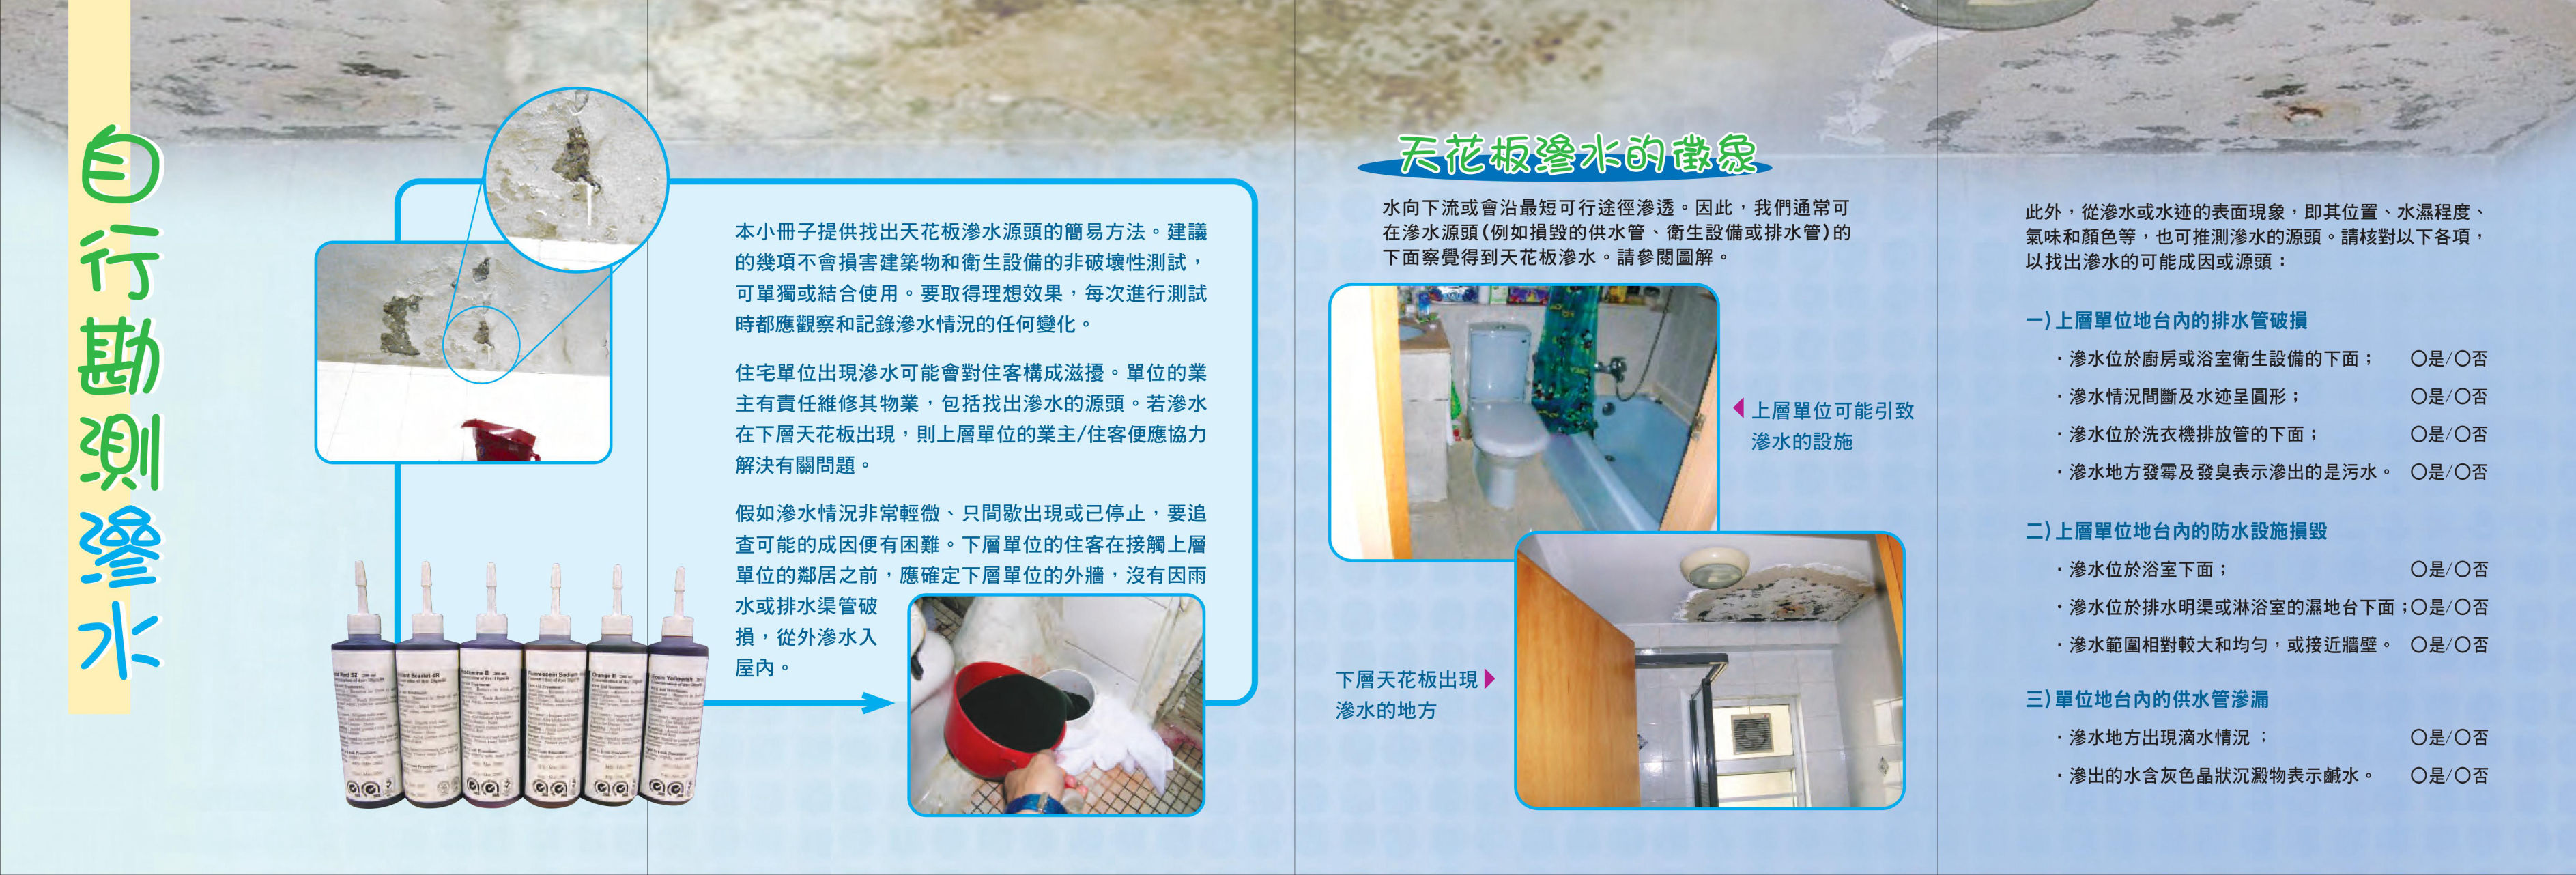 自行勘測滲水
本小冊子提供找出天花板滲水源頭的簡易方法。建議
的幾項不會損害建築物和衛生設備的非破壞性測試，
可單獨或結合使用。要取得理想效果，每次進行測試
時都應觀察和記錄滲水情況的任何變化。
住宅單位出現滲水可能會對住客構成滋擾。單位的業
主有責任維修其物業，包括找出滲水的源頭。若滲水
在下層天花板出現，則上層單位的業主/住客便應協力
解決有關問題。
假如滲水情況非常輕微、只間歇出現或已停止，要追
查可能的成因便有困難。下層單位的住客在接觸上層
單位的鄰居之前，應確定下層單位的外牆，沒有因雨
水或排水渠管破
損，從外滲水入
屋內。
天花板滲水的徵象
水向下流或會沿最短可行途徑滲透。因此，我們通常可
在滲水源頭(例如損毀的供水管、衛生設備或排水管)的
下面察覺得到天花板滲水。請參閱圖解。
上層單位可能引致
滲水的設施
下層天花板出現
滲水的地方
此外，從滲水或水迹的表面現象，即其位置、水濕程度、
氣味和顏色等，也可推測滲水的源頭。請核對以下各項，
以找出滲水的可能成因或源頭：
一)上層單位地台內的排水管破損
．滲水位於廚房或浴室衛生設備的下面； ○是/○否
．滲水情況間斷及水迹呈圓形； ○是/○否
．滲水位於洗衣機排放管的下面； ○是/○否
．滲水地方發霉及發臭表示滲出的是污水。 ○是/○否
二)上層單位地台內的防水設施損毀
．滲水位於浴室下面； ○是/○否
．滲水位於排水明渠或淋浴室的濕地台下面；○是/○否
．滲水範圍相對較大和均勻，或接近牆壁。 ○是/○否
三)單位地台內的供水管滲漏
．滲水地方出現滴水情況； ○是/○否
．滲出的水含灰色晶狀沉澱物表示鹹水。 ○是/○否